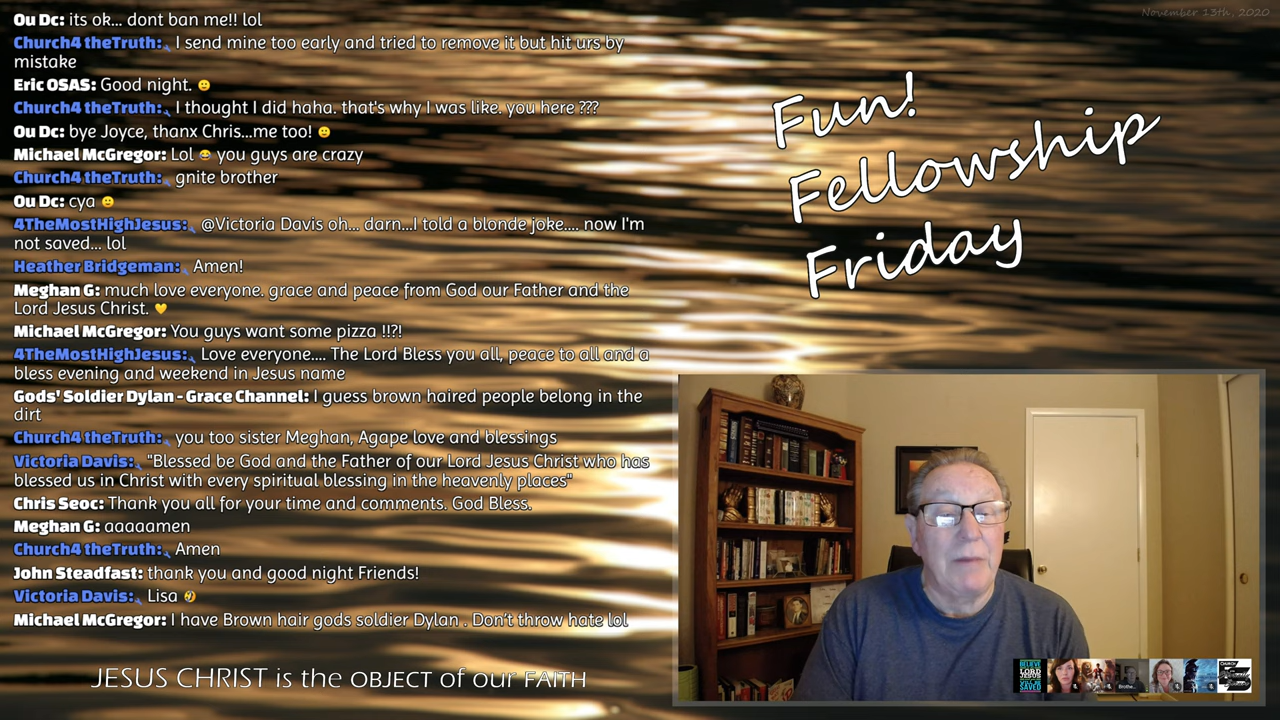 November 13th, 2020
Ou Dc: its ok... dont ban me!! lol
Church4 theTruth: I send mine too early and tried to remove it but hit urs by
mistake
Eric OSAS: Good night. 🙂
Church4 theTruth: I thought I did haha. that's why I was like. you here ???
Ou Dc: bye Joyce, thanx Chris...me too! 🙂
Michael McGregor: Lol 😂 you guys are crazy
Church4 theTruth: gnite brother
Ou Dc: cya 🙂
4TheMostHighJesus: @Victoria Davis oh... darn...I told a blonde joke.... now I'm
not saved... lol
Heather Bridgeman: Amen!
Meghan G: much love everyone. grace and peace from God our Father and the
Lord Jesus Christ. 💛
Michael McGregor: You guys want some pizza !!?!
4TheMostHighJesus: Love everyone.... The Lord Bless you all, peace to all and a
bless evening and weekend in Jesus name
Gods' Soldier Dylan - Grace Channel: I guess brown haired people belong in the
dirt
Church4 theTruth: you too sister Meghan, Agape love and blessings
Victoria Davis: "Blessed be God and the Father of our Lord Jesus Christ who has
blessed us in Christ with every spiritual blessing in the heavenly places"
Chris Seoc: Thank you all for your time and comments. God Bless.
Meghan G: aaaaamen
Church4 theTruth: Amen
John Steadfast: thank you and good night Friends!
Victoria Davis: Lisa 🤣
Michael McGregor: I have Brown hair gods soldier Dylan . Don't throw hate lol
JESUS CHRIST is the OBJECT of our FAITH
Fun!
Fellowship
Friday
BELIEVE
LORD
JESUS
SAVED
Brothe...
CHURCH